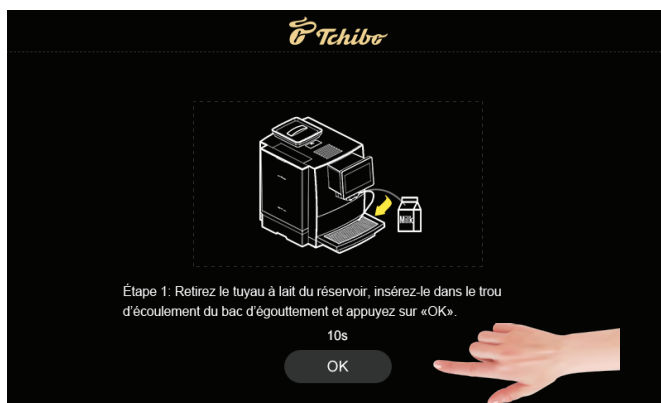 Tchibo
Milk
Étape 1: Retirez le tuyau à lait du réservoir, insérez-le dans le trou
d'écoulement du bac d'égouttement et appuyez sur «OK».
10s
OK